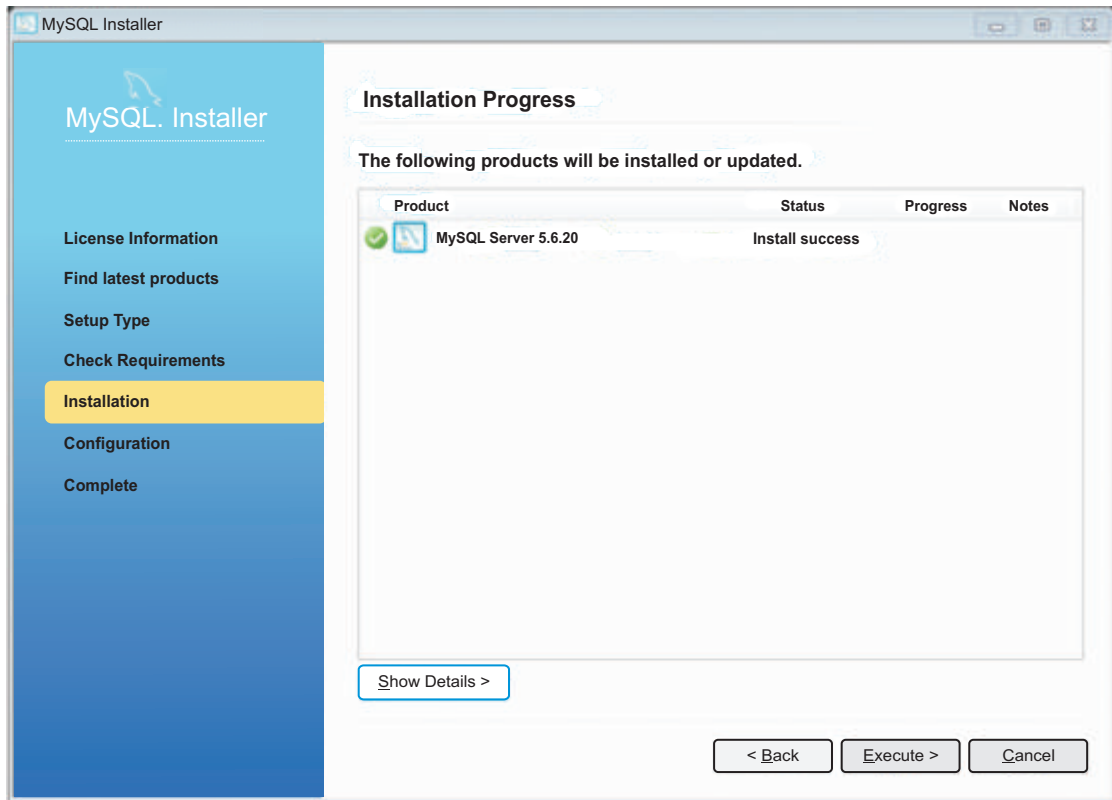 MySQL Installer
MySQL. Installer
License Information
Find latest products
Setup Type
Check Requirements
Installation
Configuration
Complete
Installation Progress
The following products will be installed or updated.
Product Status Progress Notes
MySQL Server 5.6.20 Install success
Show Details >
< Back Execute > Cancel